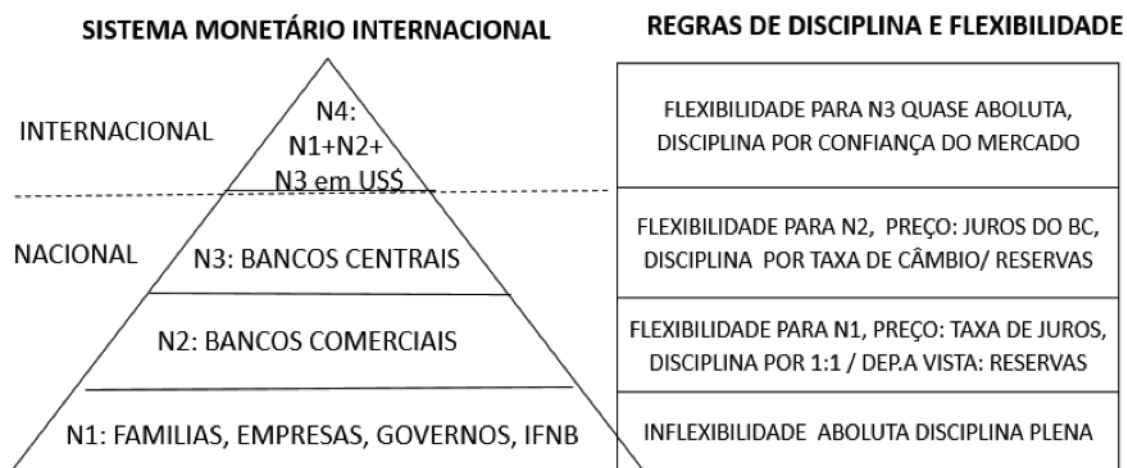 SISTEMA MONETÁRIO INTERNACIONAL
REGRAS DE DISCIPLINA E FLEXIBILIDADE
INTERNACIONAL
N4:
N1+N2+
N3 em US$
FLEXIBILIDADE PARA N3 QUASE ABOLUTA,
DISCIPLINA POR CONFIANÇA DO MERCADO
NACIONAL
N3: BANCOS CENTRAIS
FLEXIBILIDADE PARA N2, PREÇO: JUROS DO BC,
DISCIPLINA POR TAXA DE CÂMBIO/ RESERVAS
N2: BANCOS COMERCIAIS
FLEXIBILIDADE PARA N1, PREÇO: TAXA DE JUROS,
DISCIPLINA POR 1:1 / DEP.A VISTA: RESERVAS
N1: FAMILIAS, EMPRESAS, GOVERNOS, IFNB
INFLEXIBILIDADE ABOLUTA DISCIPLINA PLENA